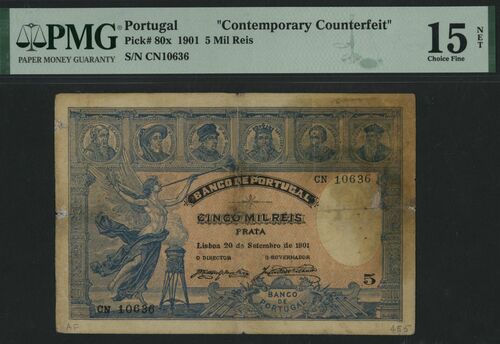 PMG
PAPER MONEY GUARANTY
Portugal "Contemporary Counterfeit"
Pick# 80x 1901 5 Mil Reis
S/N CN10636
15 NET
Choice Fine
CN 10636
BANCO DE PORTUGAL
CINCO MIL REIS
PRATA
Lisboa 20 de Setembro de 1901
O DIRECTOR O GOVERNADOR
5
CN 10636
BANCO
DE
PORTUGAL
AF
455